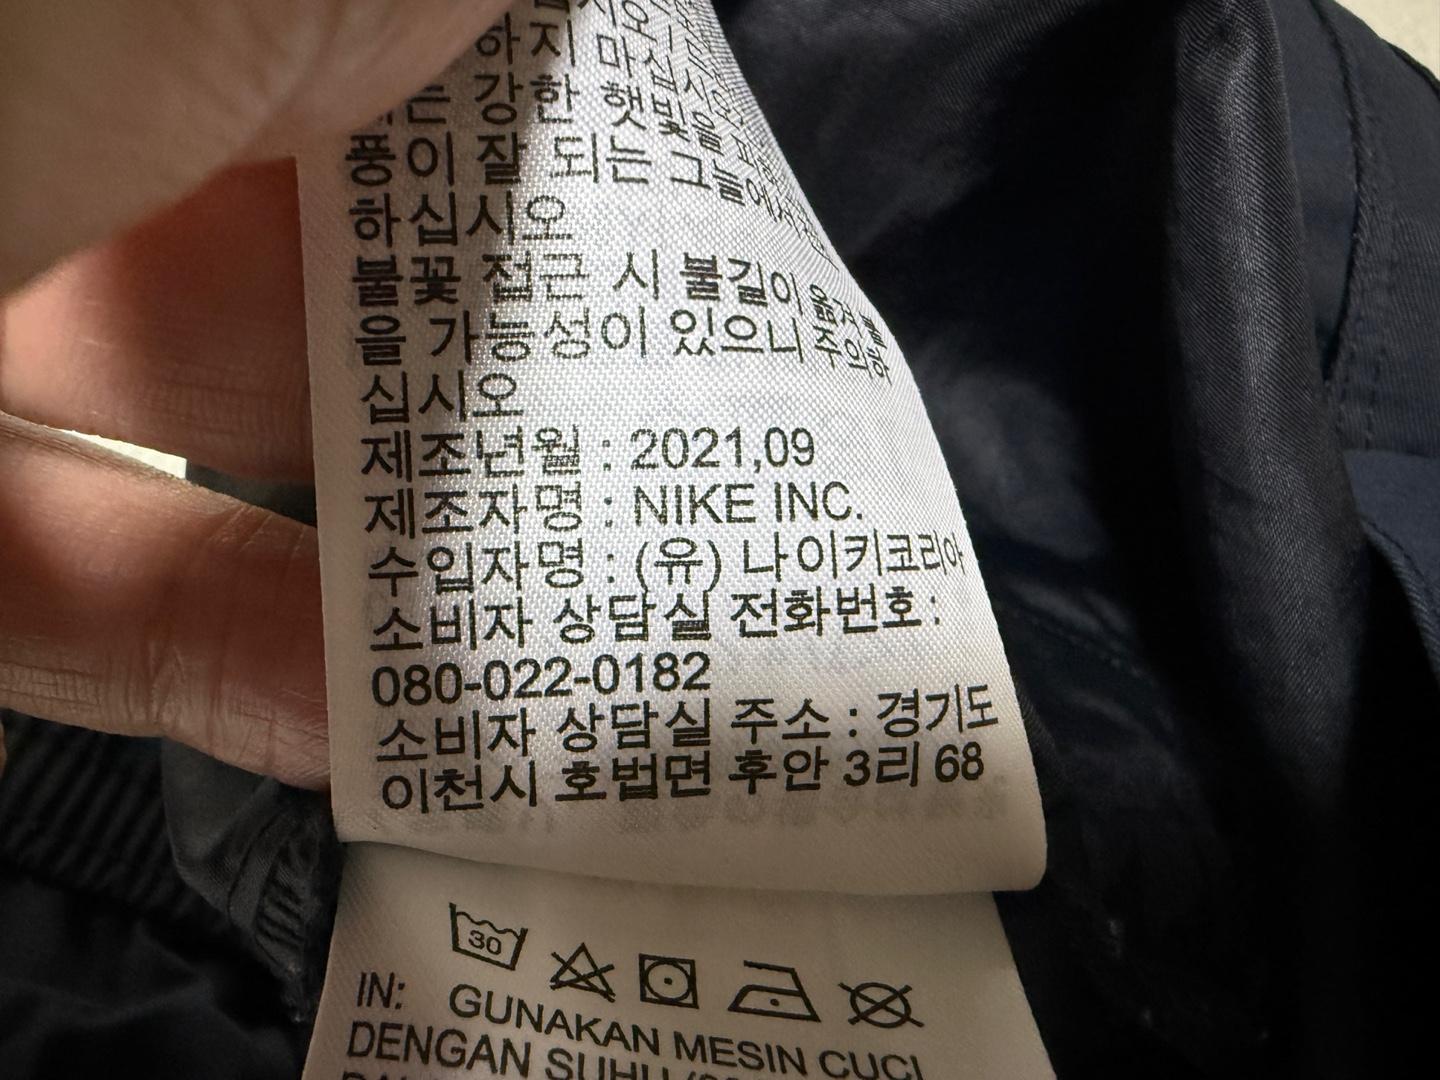 하지 마십시오
강한 햇빛을
풍이 잘 되는 그늘에서
하십시오
불꽃 접근 시 불길이 옮겨 붙
을 가능성이 있으니 주의하
십시오
제조년월 : 2021,09
제조자명 : NIKE INC.
수입자명 : (유) 나이키코리아
소비자 상담실 전화번호:
080-022-0182
소비자 상담실 주소 : 경기도
이천시 호법면 후안 3리 68
30
IN: GUNAKAN MESIN CUCI
DENGAN SUHU